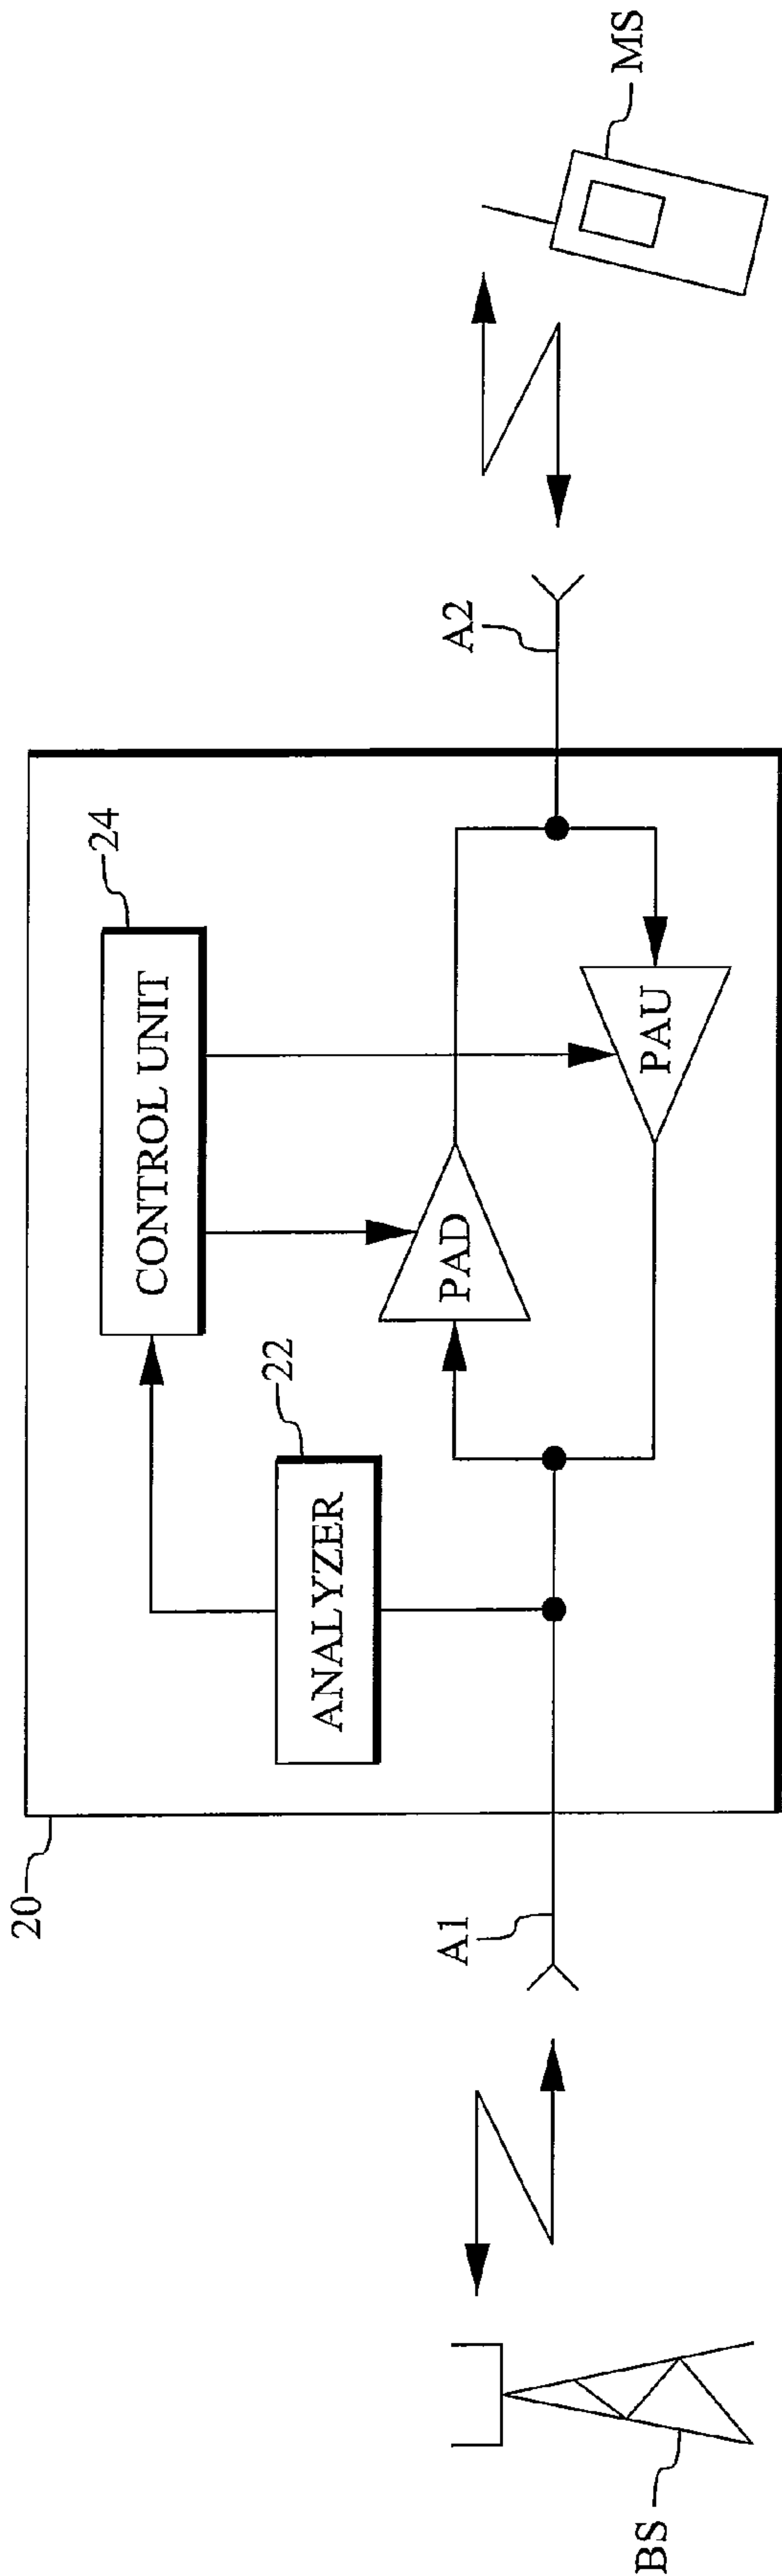 20
22
24
ANALYZER
CONTROL UNIT
PAD
PAU
A1
A2
BS
MS